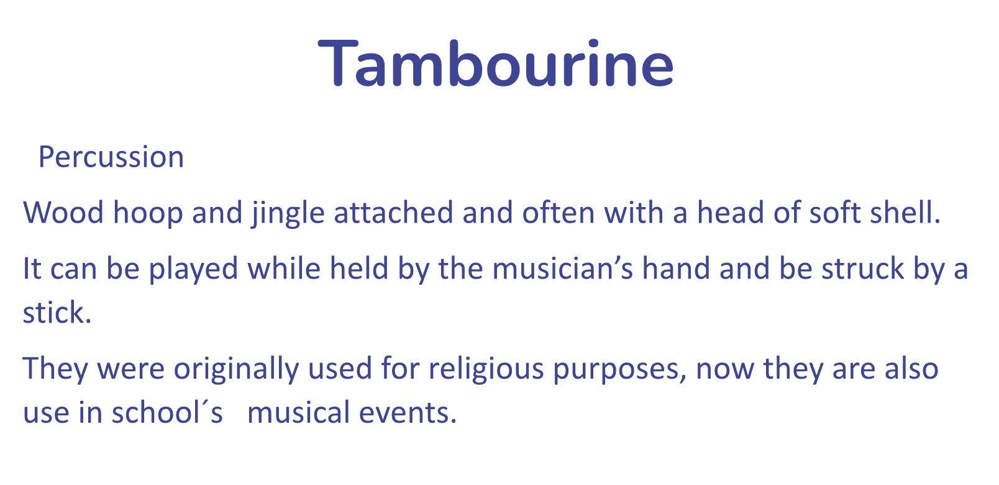 Tambourine
Percussion
Wood hoop and jingle attached and often with a head of soft shell.
It can be played while held by the musician’s hand and be struck by a
stick.
They were originally used for religious purposes, now they are also
use in school´s   musical events.